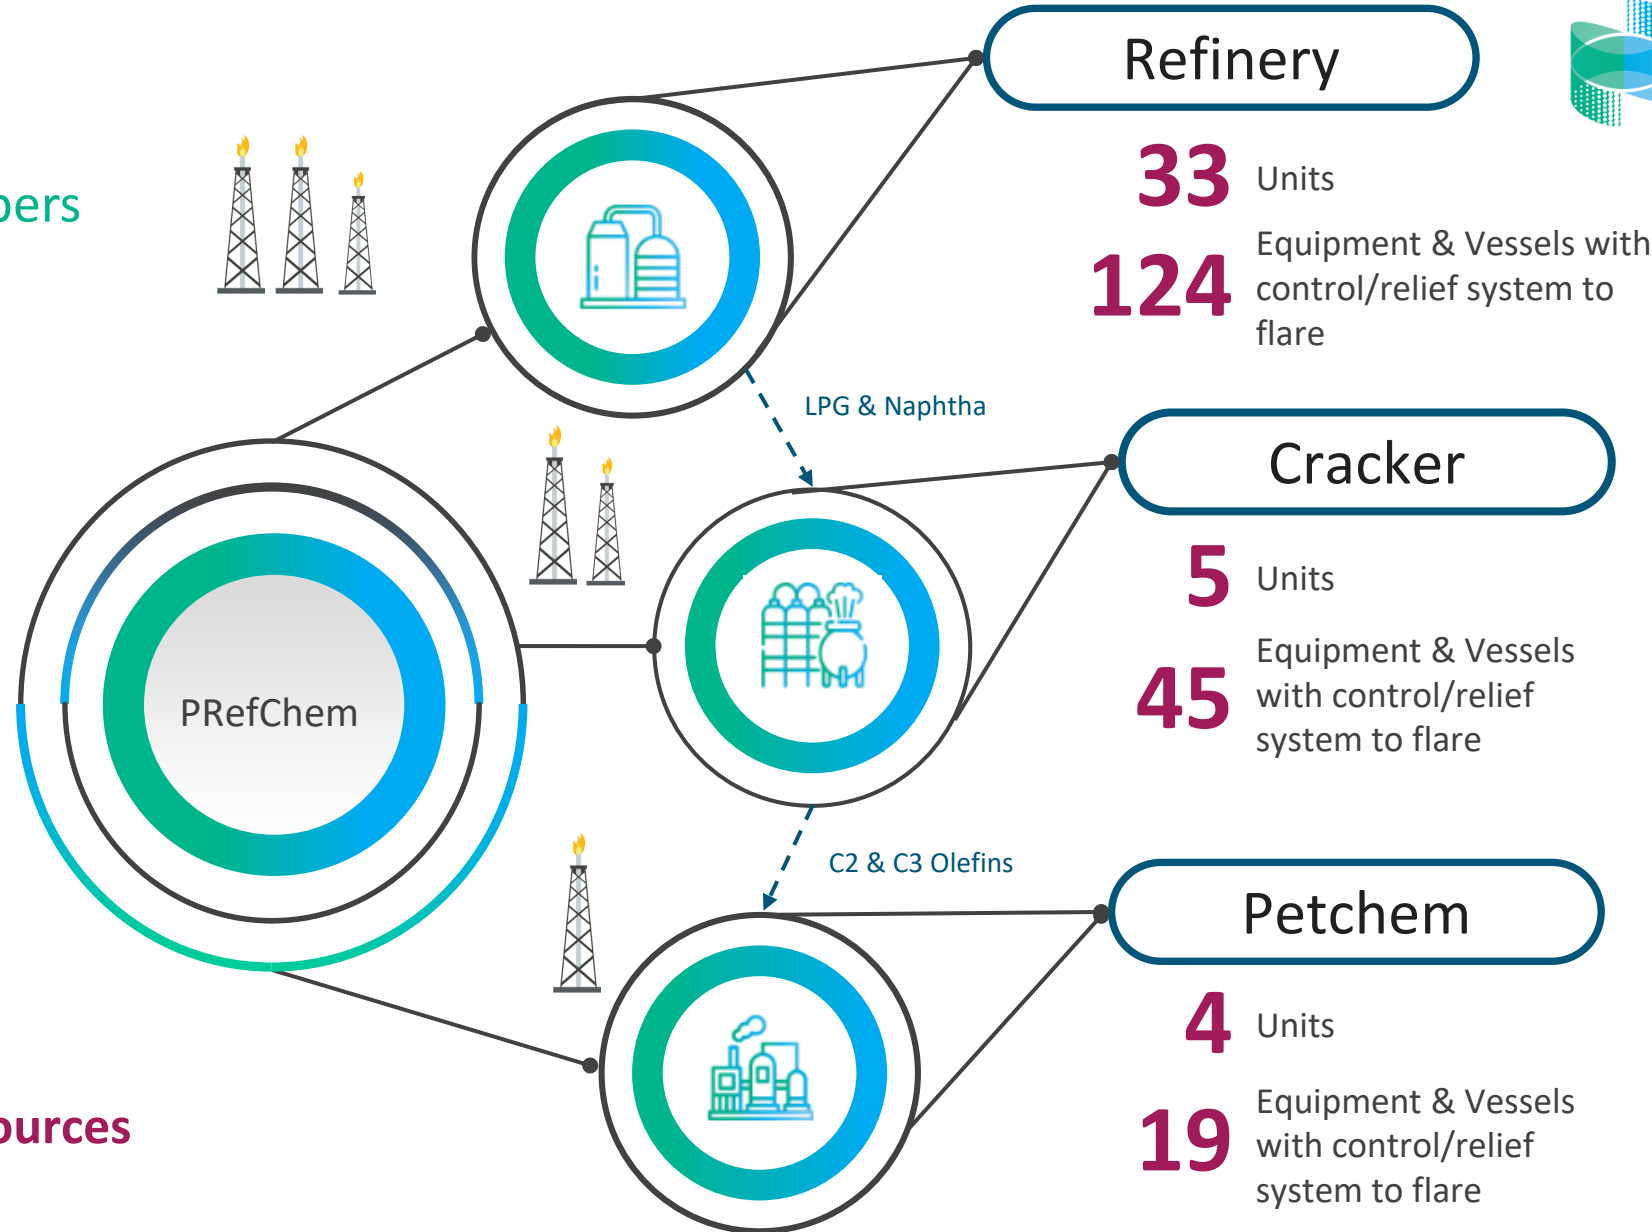 Refinery
33 Units
124 Equipment & Vessels with
control/relief system to
flare
LPG & Naphtha
Cracker
5 Units
45 Equipment & Vessels
with control/relief
system to flare
PRefChem
C2 & C3 Olefins
Petchem
4 Units
19 Equipment & Vessels
with control/relief
system to flare